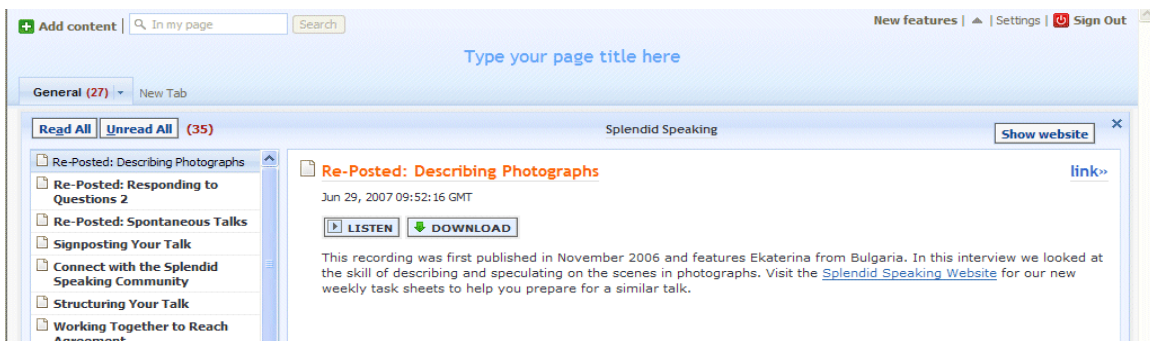 Add content | In my page Search New features | Settings | Sign Out
Type your page title here
General (27) New Tab
Read All Unread All (35) Splendid Speaking Show website
Re-Posted: Describing Photographs
Re-Posted: Responding to
Questions 2
Re-Posted: Spontaneous Talks
Signposting Your Talk
Connect with the Splendid
Speaking Community
Structuring Your Talk
Working Together to Reach
Agreement
Re-Posted: Describing Photographs link»
Jun 29, 2007 09:52:16 GMT
LISTEN DOWNLOAD
This recording was first published in November 2006 and features Ekaterina from Bulgaria. In this interview we looked at
the skill of describing and speculating on the scenes in photographs. Visit the Splendid Speaking Website for our new
weekly task sheets to help you prepare for a similar talk.